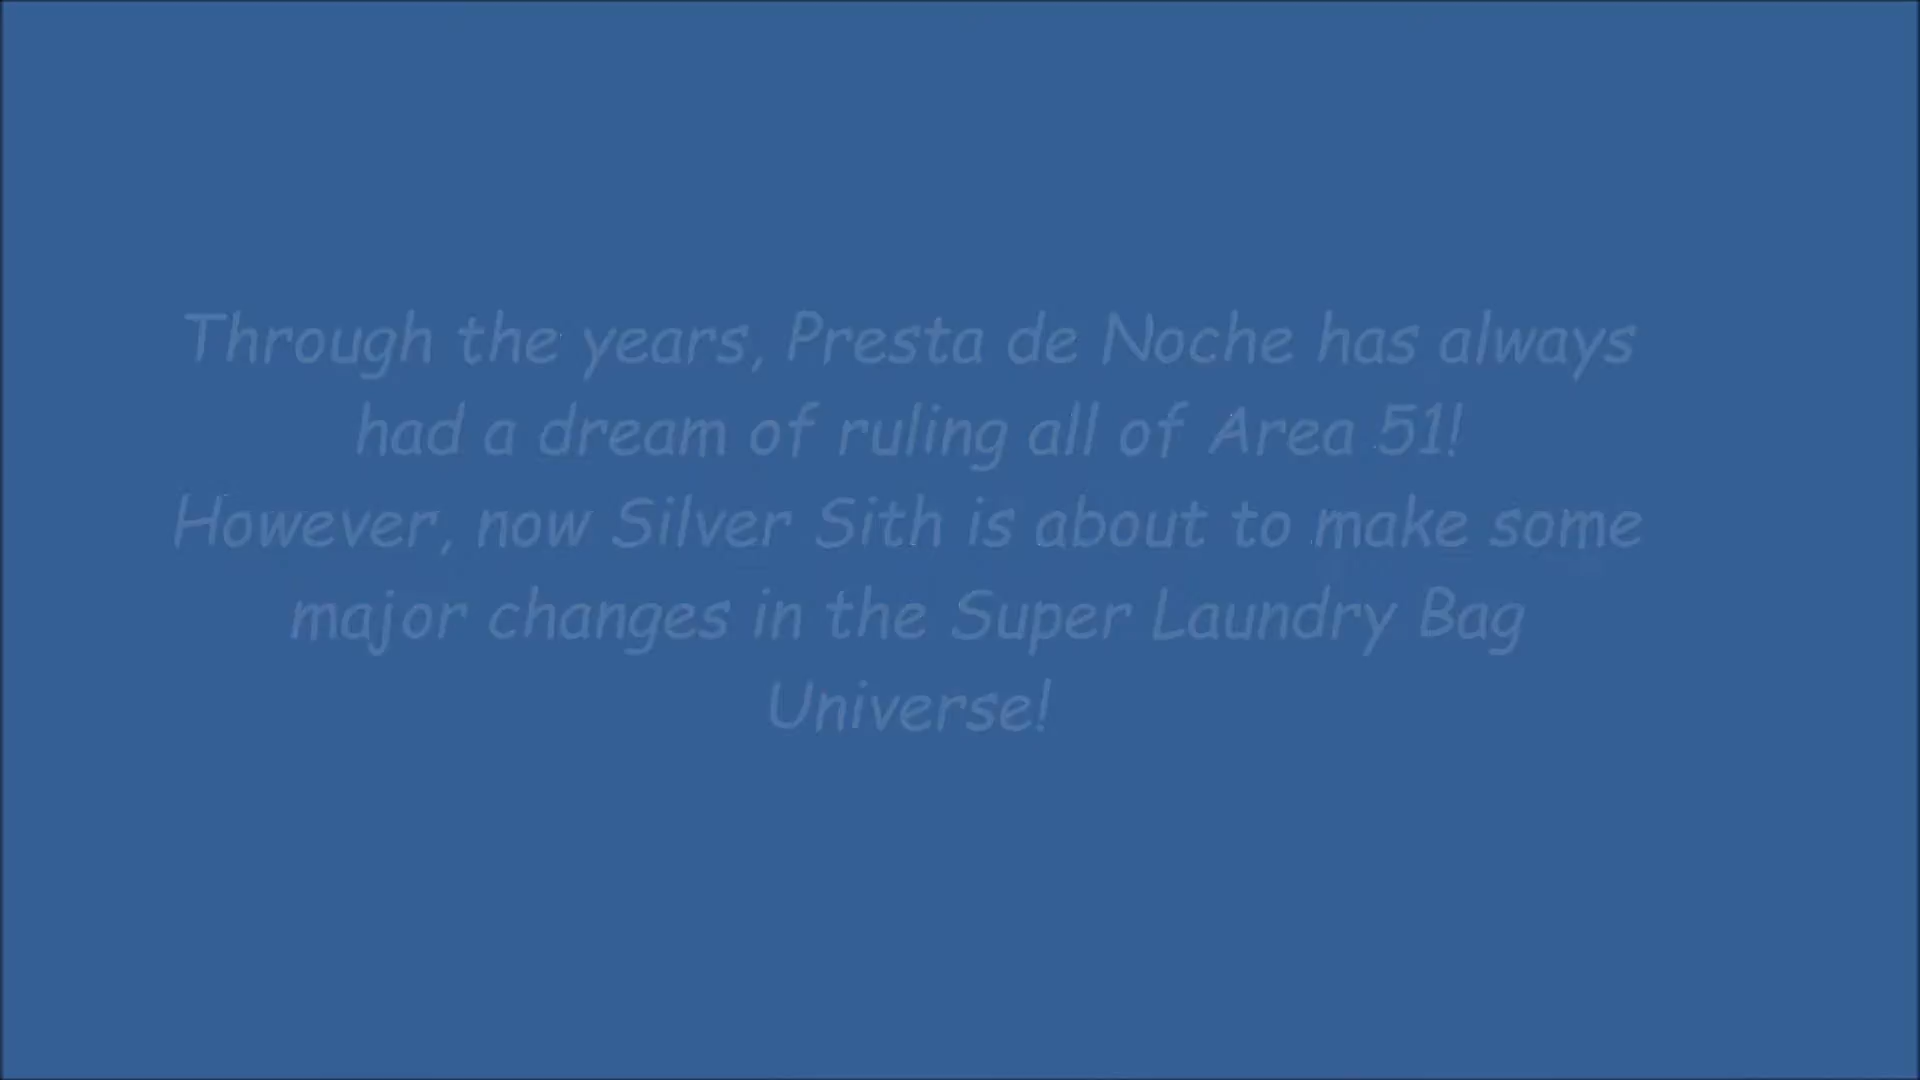 Through the years, Presta de Noche has always
had a dream of ruling all of Area 51!
However, now Silver Sith is about to make some
major changes in the Super Laundry Bag
Universe!